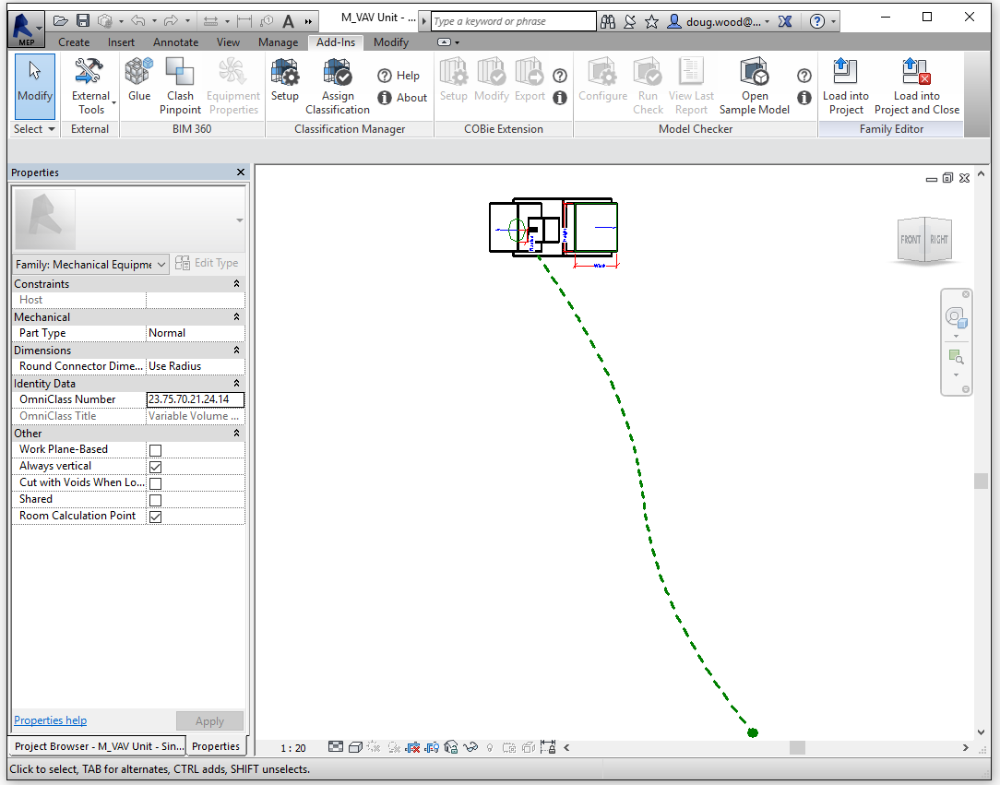 M_VAV Unit - ...
Type a keyword or phrase
doug.wood@...
MEP
Create Insert Annotate View Manage Add-Ins Modify
Modify
External Tools
Glue
Clash Pinpoint
Equipment Properties
Setup
Assign Classification
Help
About
Setup Modify Export
Configure
Run Check
View Last Report
Open Sample Model
Load into Project
Load into Project and Close
Select
External
BIM 360
Classification Manager
COBie Extension
Model Checker
Family Editor
Properties
Family: Mechanical Equipme
Edit Type
Constraints
Host
Mechanical
Part Type Normal
Dimensions
Round Connector Dime... Use Radius
Identity Data
OmniClass Number 23.75.70.21.24.14
OmniClass Title Variable Volume ...
Other
Work Plane-Based
Always vertical
Cut with Voids When Lo...
Shared
Room Calculation Point
Properties help
Apply
Project Browser - M_VAV Unit - Sin...
Properties
FRONT RIGHT
1 : 20
Click to select, TAB for alternates, CTRL adds, SHIFT unselects.